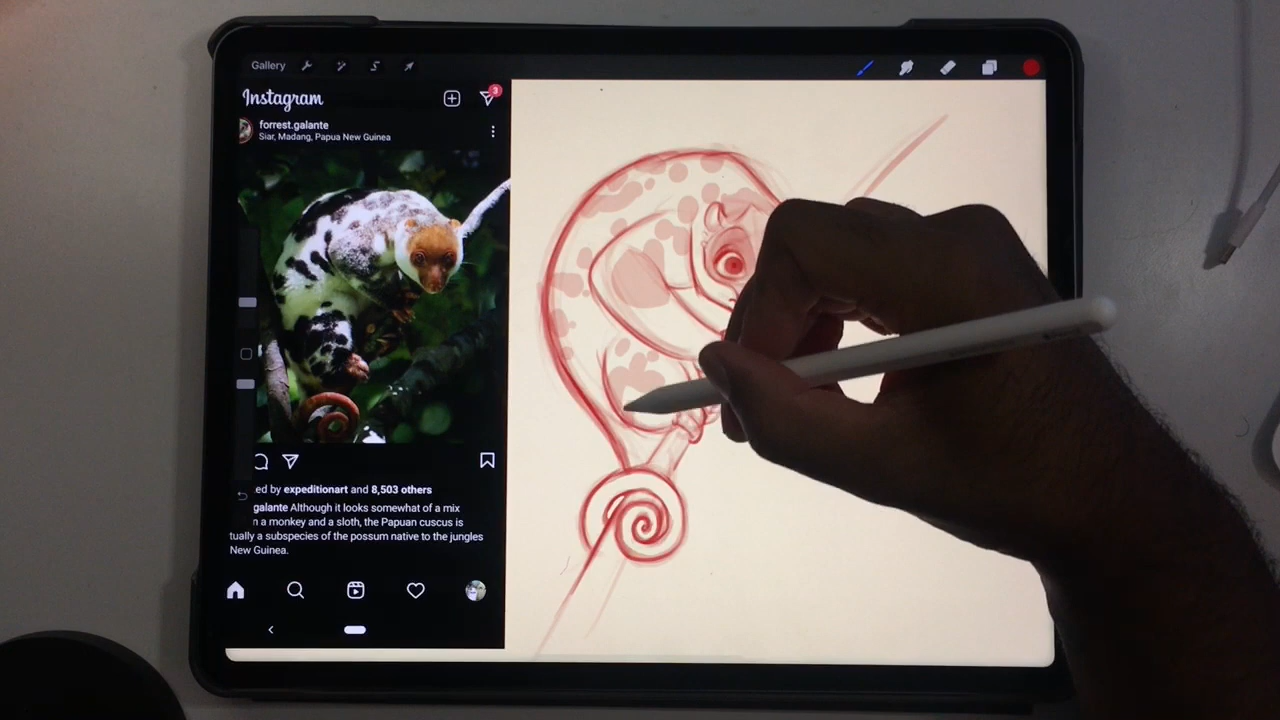 Gallery
Instagram
3
forrest.galante
Siar, Madang, Papua New Guinea
ed by expeditionart and 8,503 others
galante Although it looks somewhat of a mix
n a monkey and a sloth, the Papuan cuscus is
tually a subspecies of the possum native to the jungles
New Guinea.